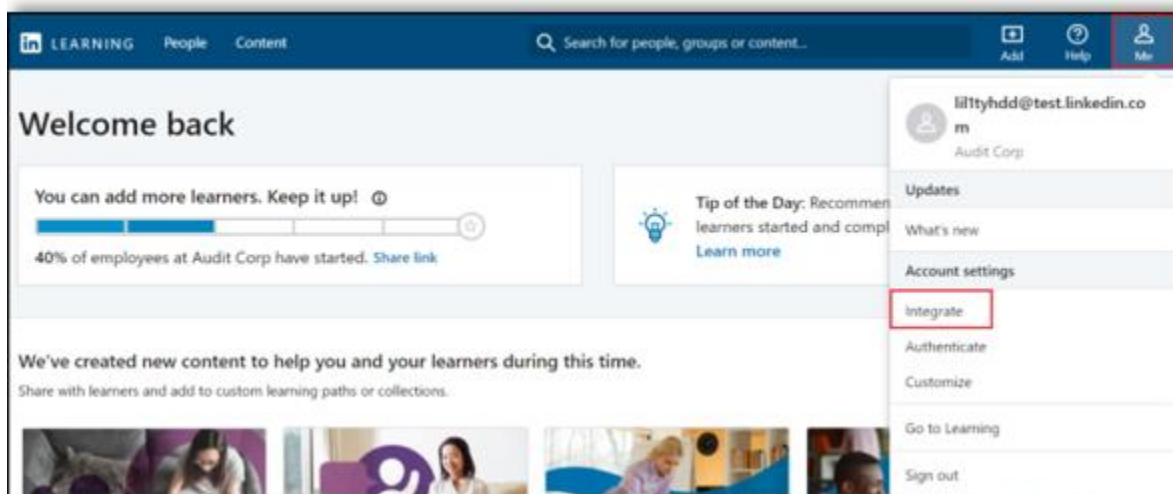 in LEARNING People Content Search for people, groups or content... Add Help Me
lil1tyhdd@test.linkedin.co
m
Audit Corp
Welcome back
You can add more learners. Keep it up!
40% of employees at Audit Corp have started. Share link
Tip of the Day: Recommen
learners started and compl
Learn more
Updates
What's new
Account settings
Integrate
Authenticate
Customize
Go to Learning
Sign out
We've created new content to help you and your learners during this time.
Share with learners and add to custom learning paths or collections.